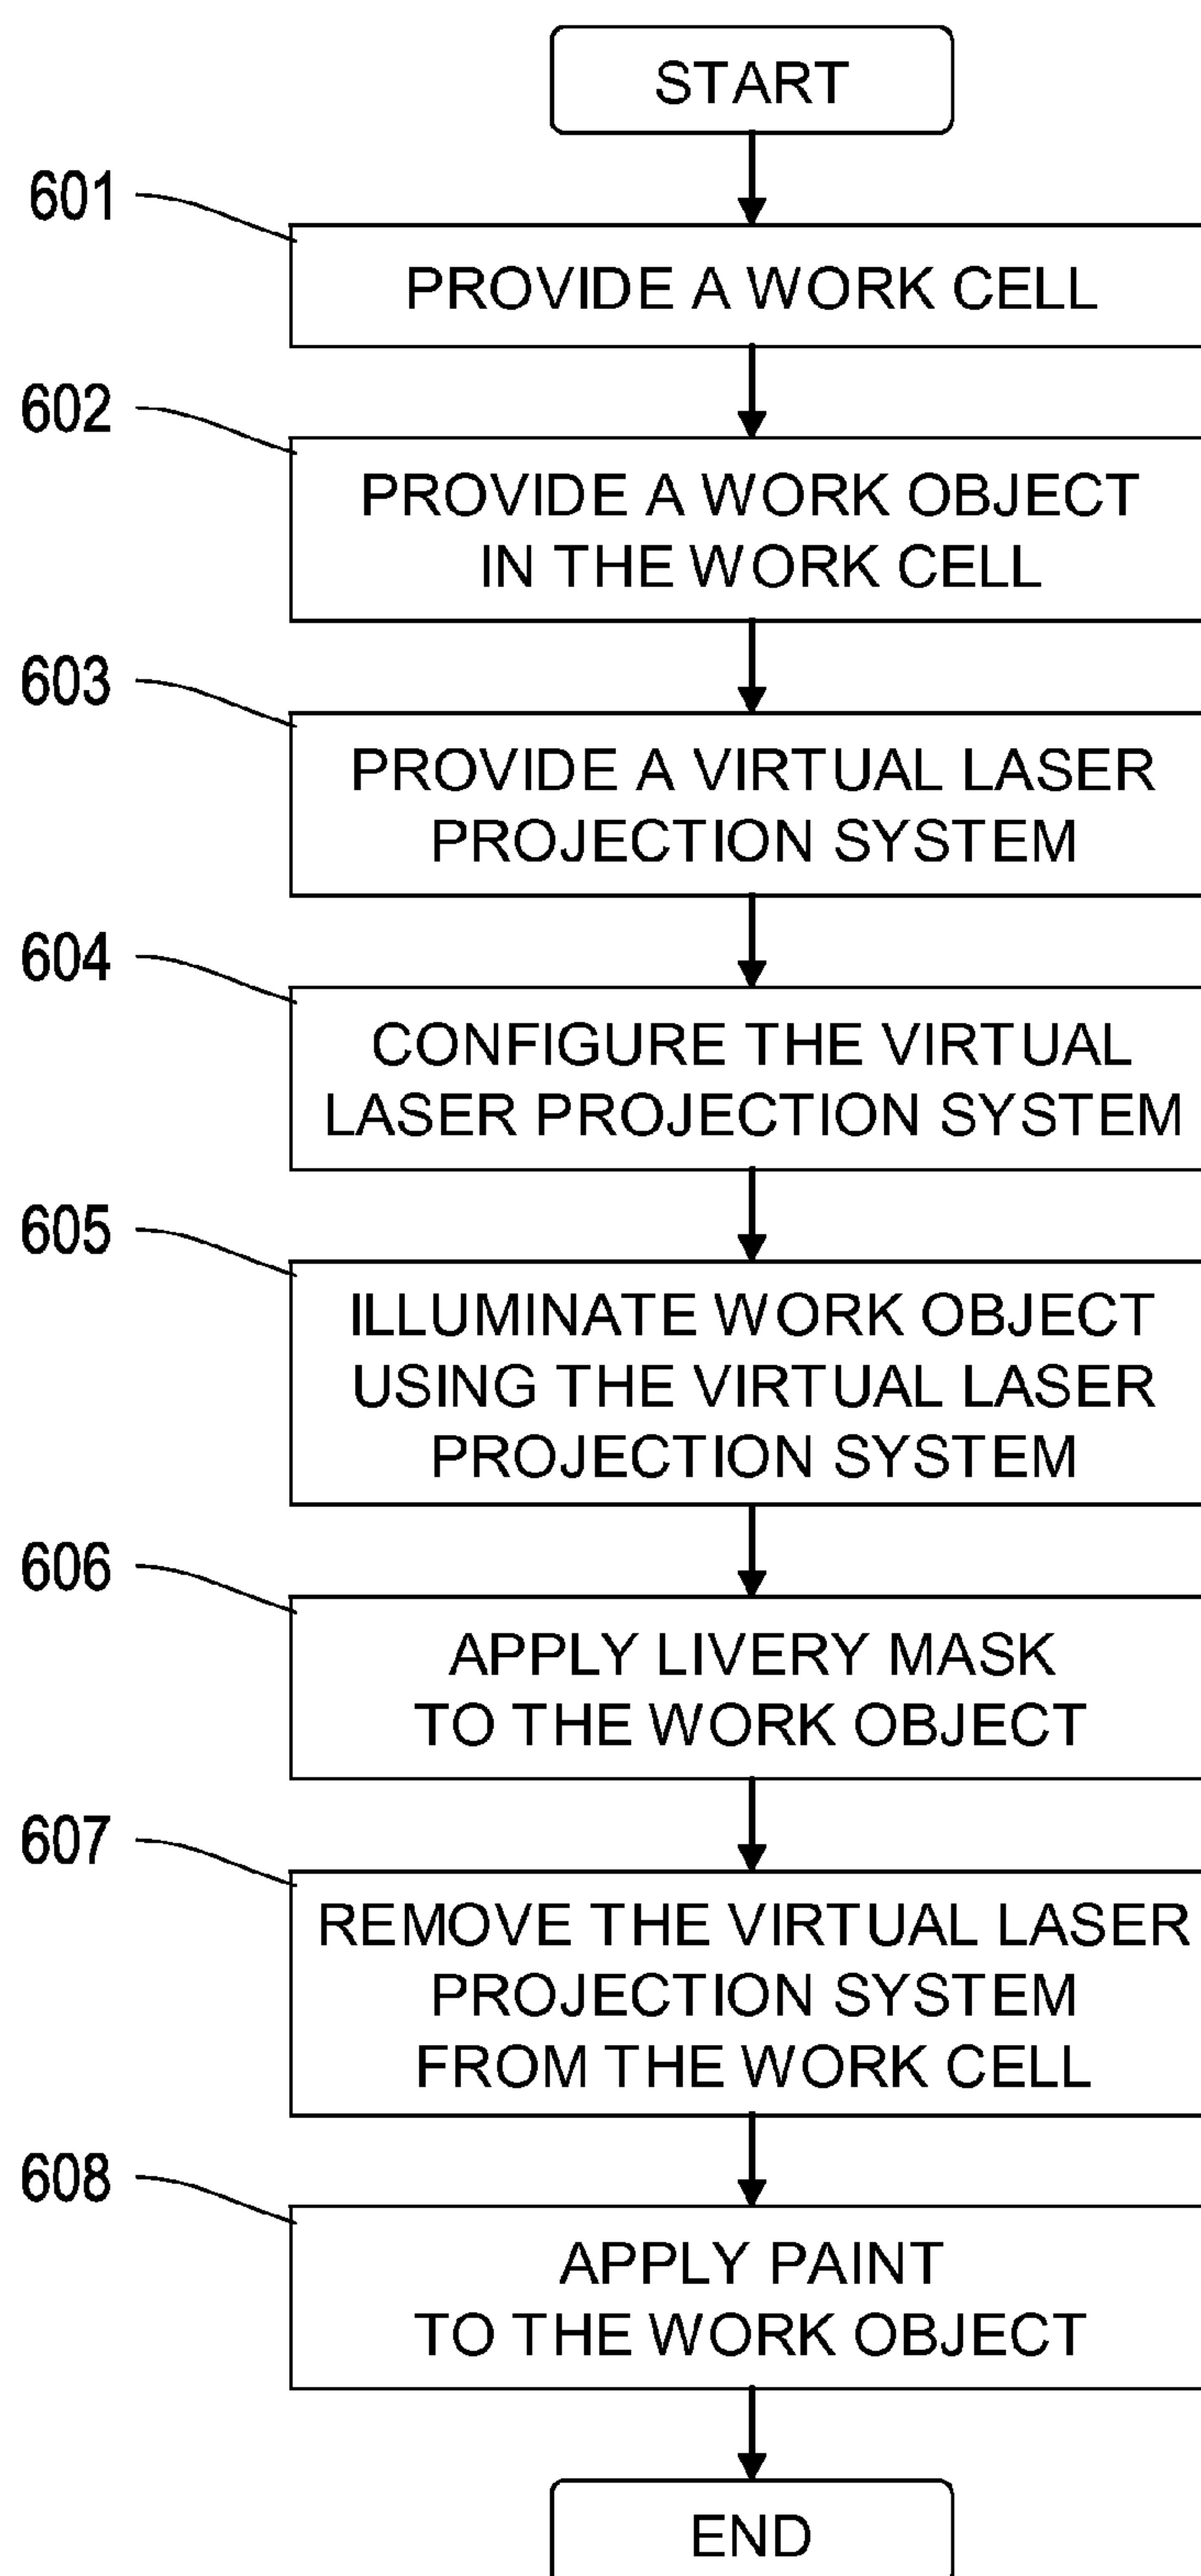 START
601
PROVIDE A WORK CELL
602
PROVIDE A WORK OBJECT
IN THE WORK CELL
603
PROVIDE A VIRTUAL LASER
PROJECTION SYSTEM
604
CONFIGURE THE VIRTUAL
LASER PROJECTION SYSTEM
605
ILLUMINATE WORK OBJECT
USING THE VIRTUAL LASER
PROJECTION SYSTEM
606
APPLY LIVERY MASK
TO THE WORK OBJECT
607
REMOVE THE VIRTUAL LASER
PROJECTION SYSTEM
FROM THE WORK CELL
608
APPLY PAINT
TO THE WORK OBJECT
END